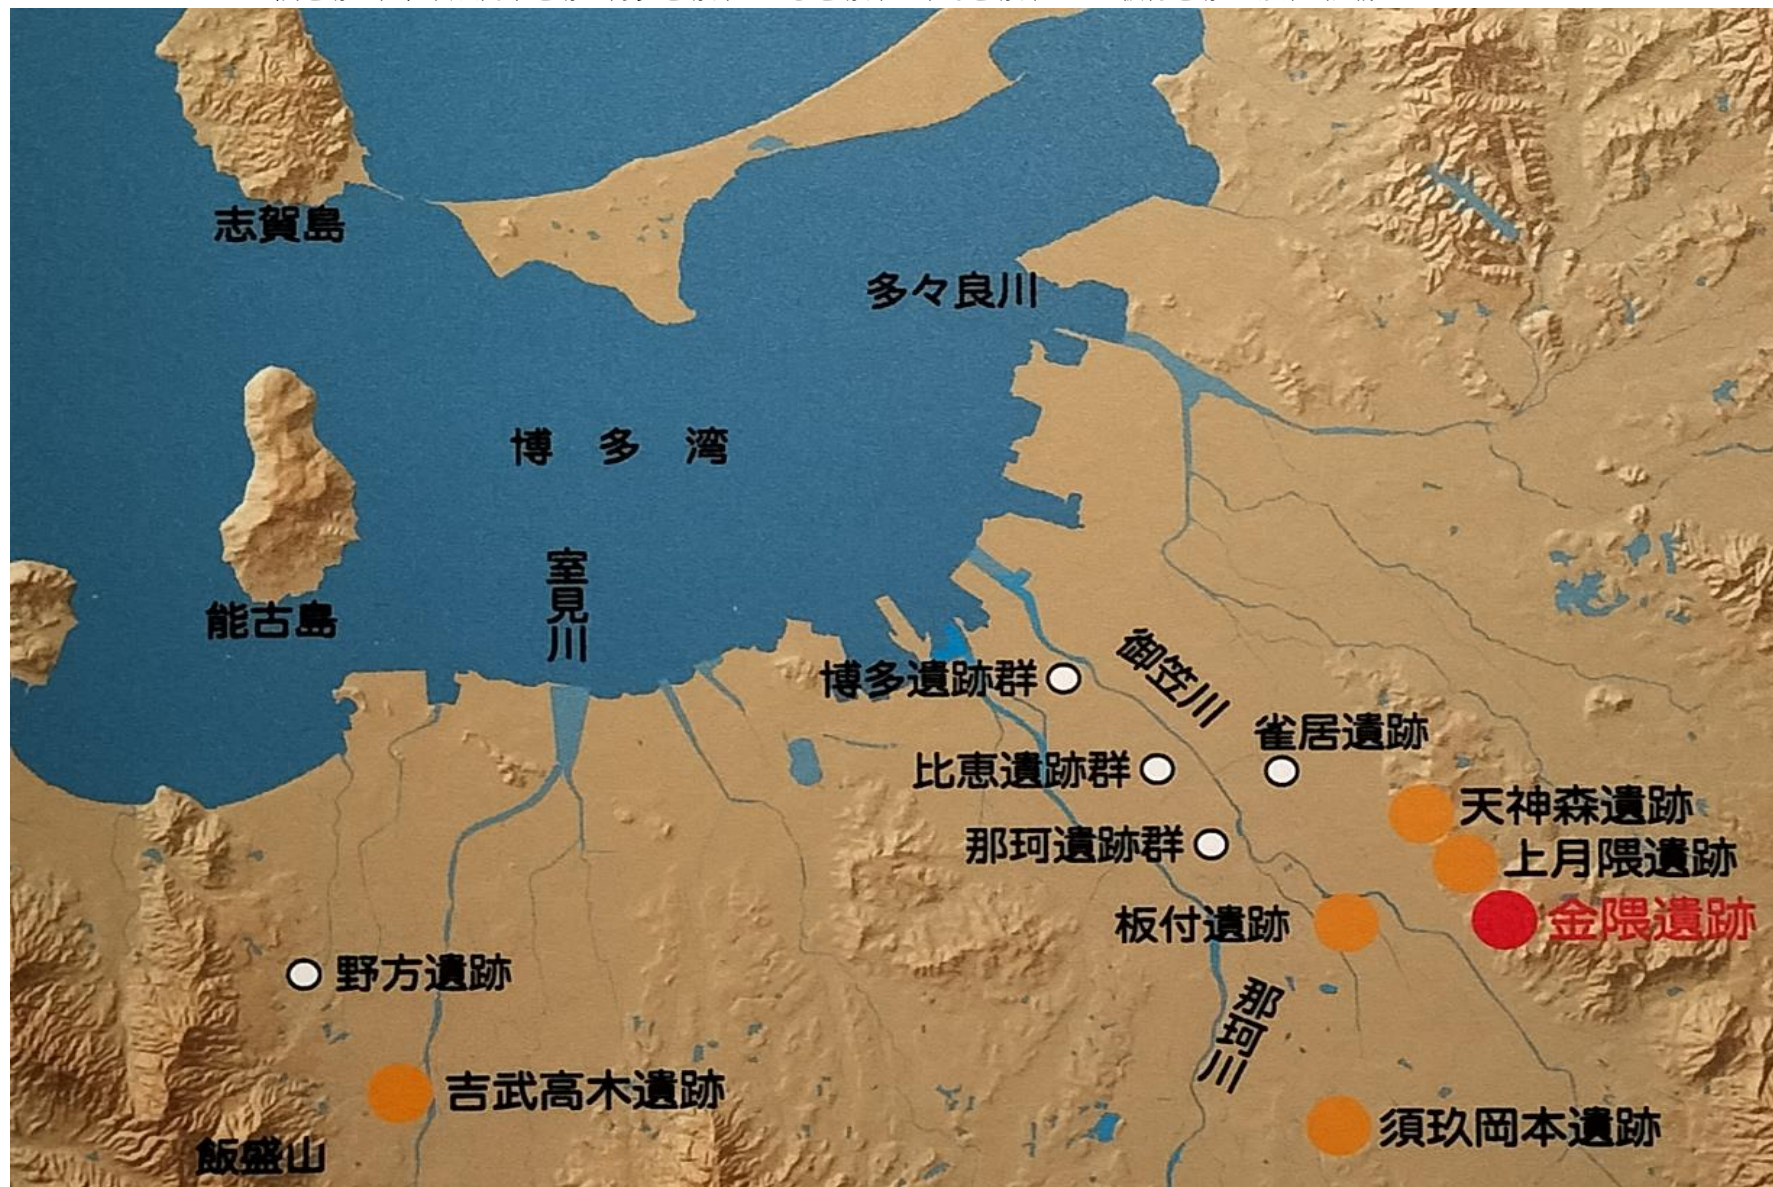 志賀島
多々良川
博多湾
能古島
室見川
博多遺跡群
御笠川
雀居遺跡
比恵遺跡群
天神森遺跡
那珂遺跡群
上月隈遺跡
板付遺跡
金隈遺跡
野方遺跡
那珂川
吉武高木遺跡
須玖岡本遺跡
飯盛山